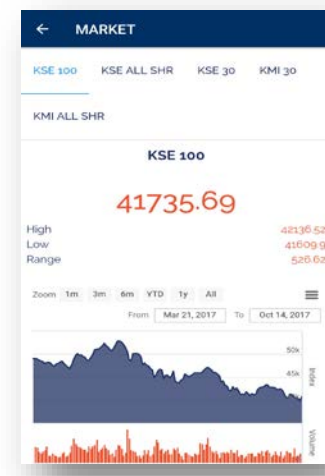 ← MARKET
KSE 100 KSE ALL SHR KSE 30 KMI 30
KMI ALL SHR
KSE 100
41735.69
High 42136.52
Low 41609.9
Range 526.62
Zoom 1m 3m 6m YTD 1y All
From Mar 21, 2017 To Oct 14, 2017
50k
45k
Index
Volume